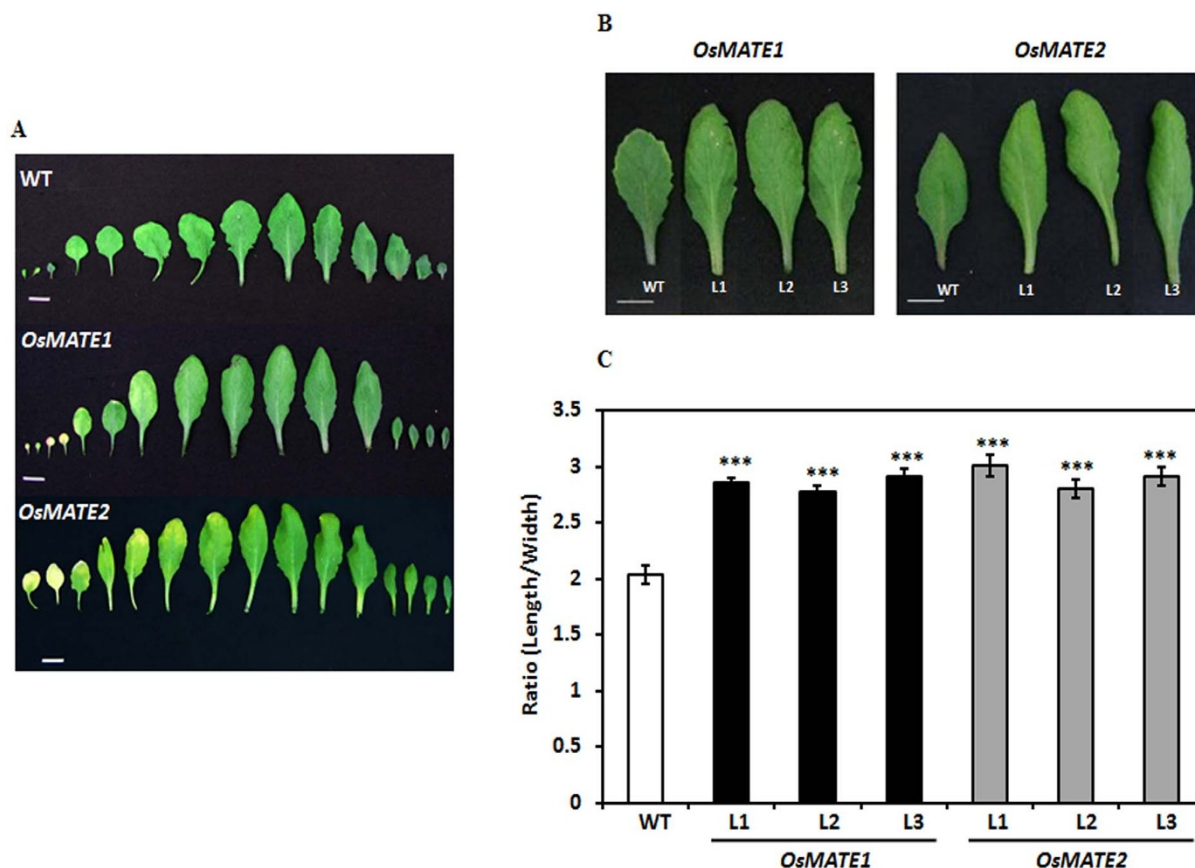 A
WT
OsMATE1
OsMATE2
B
OsMATE1 OsMATE2
WT L1 L2 L3 WT L1 L2 L3
C
Ratio (Length/Width)
3.5
3
2.5
2
1.5
1
0.5
0
*** *** *** *** *** ***
WT L1 L2 L3 L1 L2 L3
OsMATE1 OsMATE2